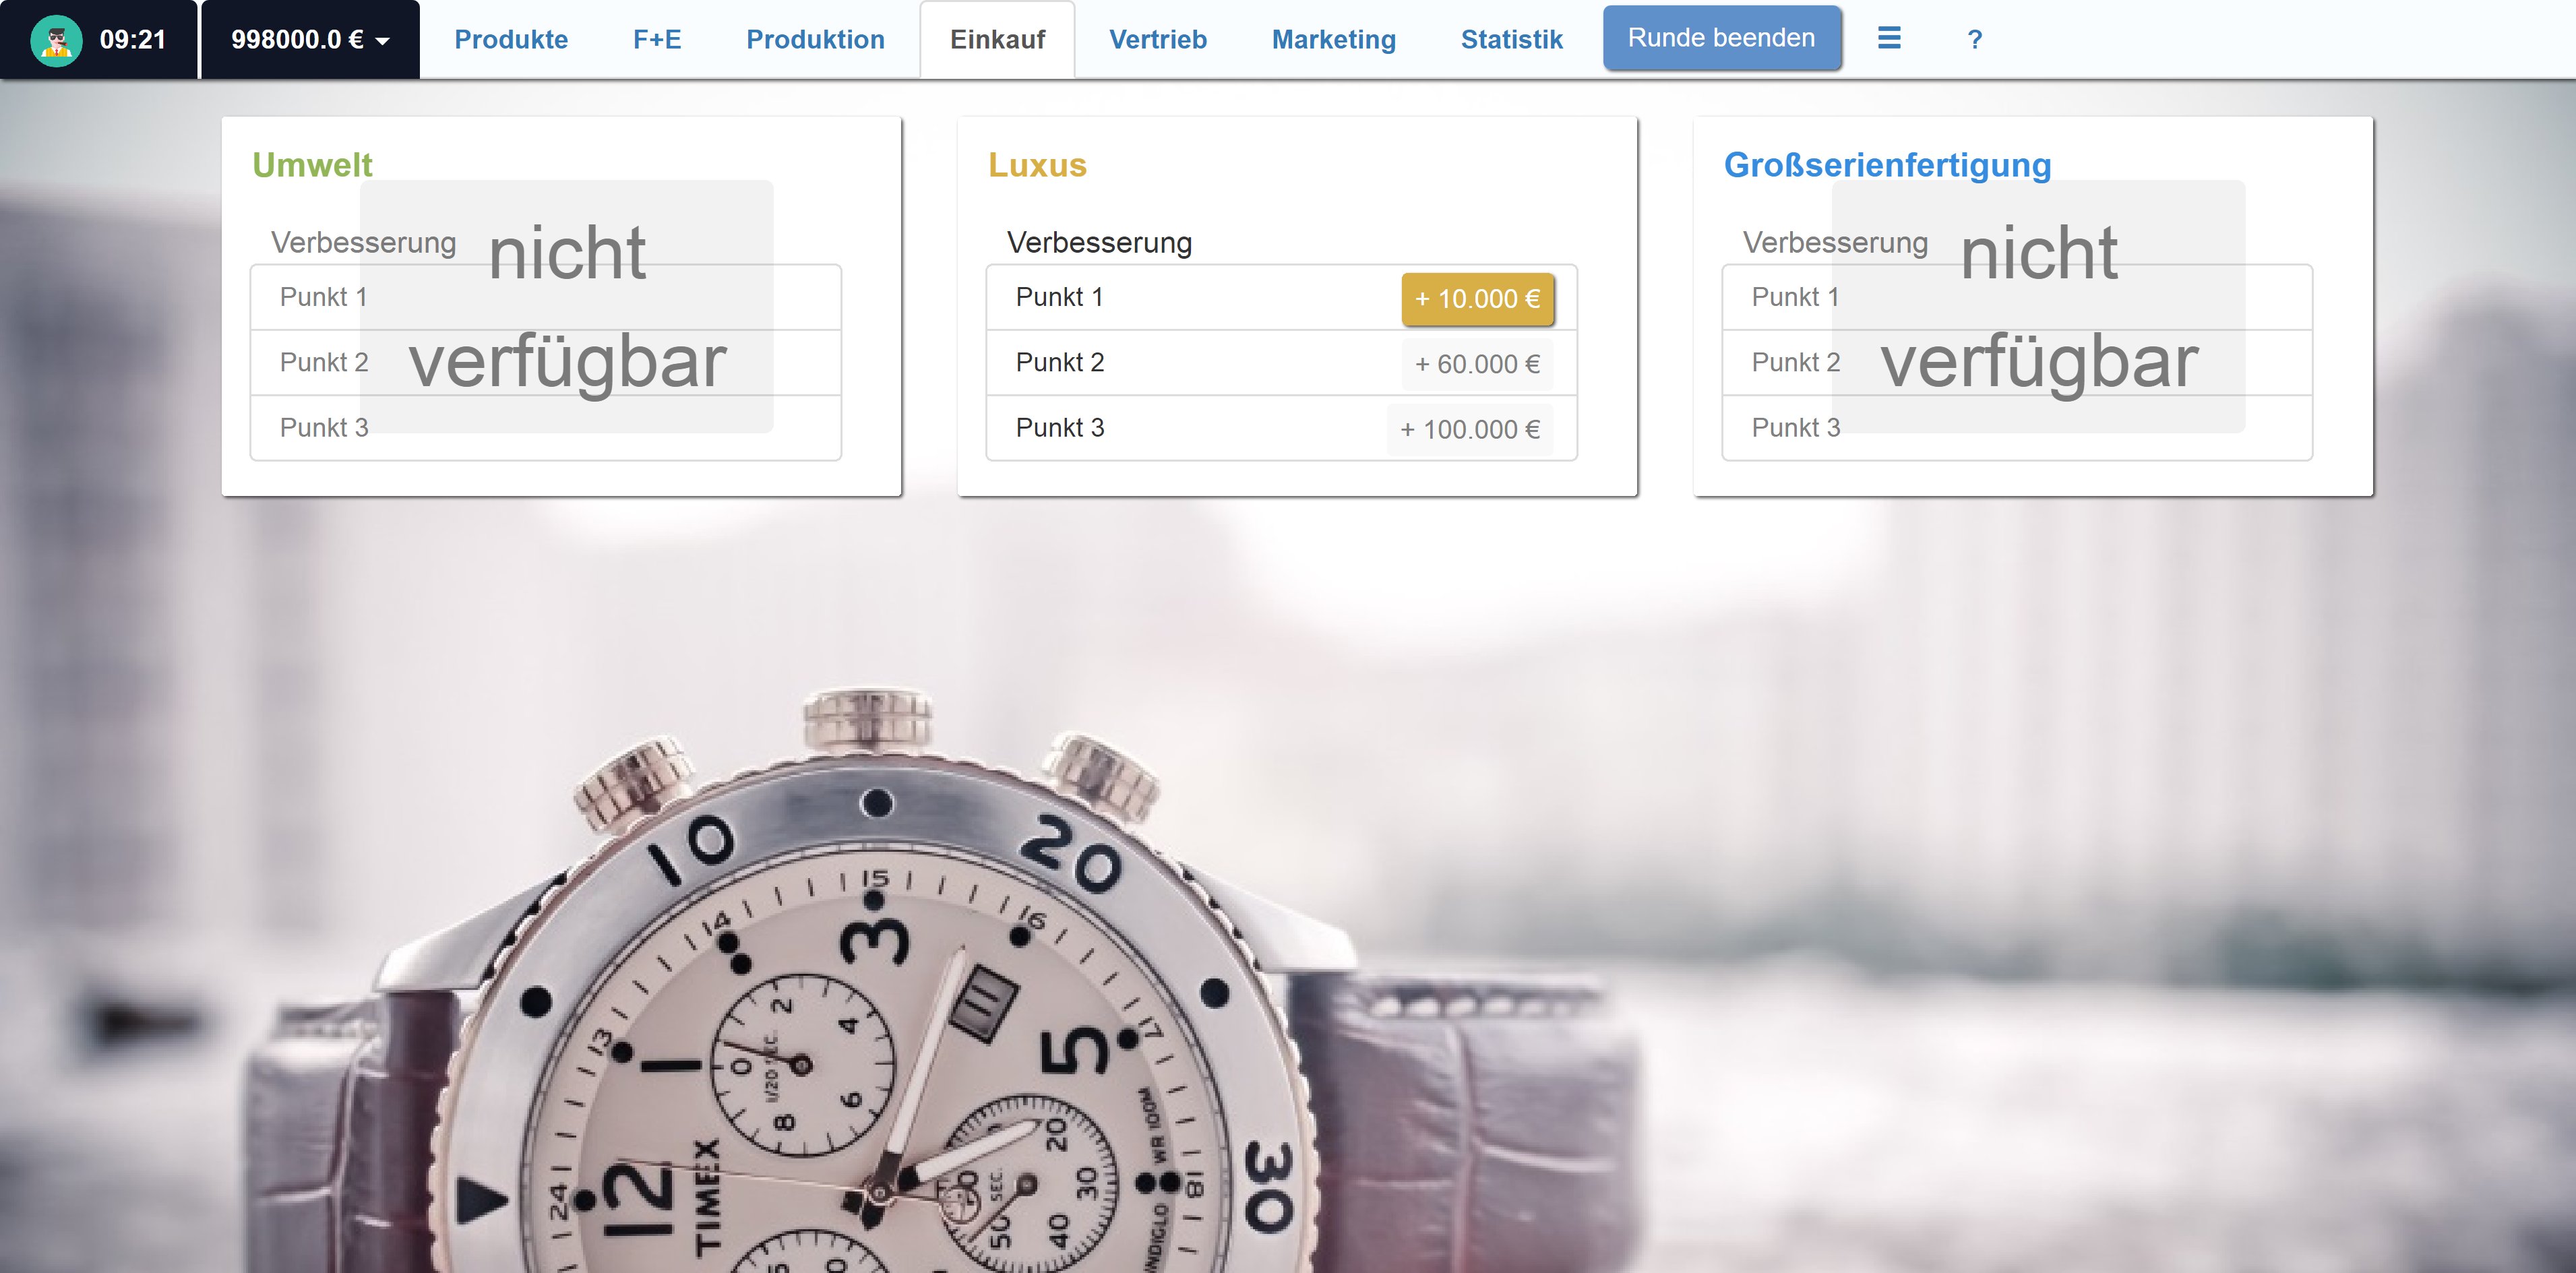 09:21 998000.0 € Produkte F+E Produktion Einkauf Vertrieb Marketing Statistik Runde beenden ?
Umwelt
Verbesserung
Punkt 1
Punkt 2
Punkt 3
nicht
verfügbar
Luxus
Verbesserung
Punkt 1 + 10.000 €
Punkt 2 + 60.000 €
Punkt 3 + 100.000 €
Großserienfertigung
Verbesserung
Punkt 1
Punkt 2
Punkt 3
nicht
verfügbar
10
20
30
13
14
15
16
17
18
24
12
1
3
5
11
TIMEX
WR 100M
INDIGLO
0
2
4
6
8
1/20 SEC.
20
30
40
50
SEC.